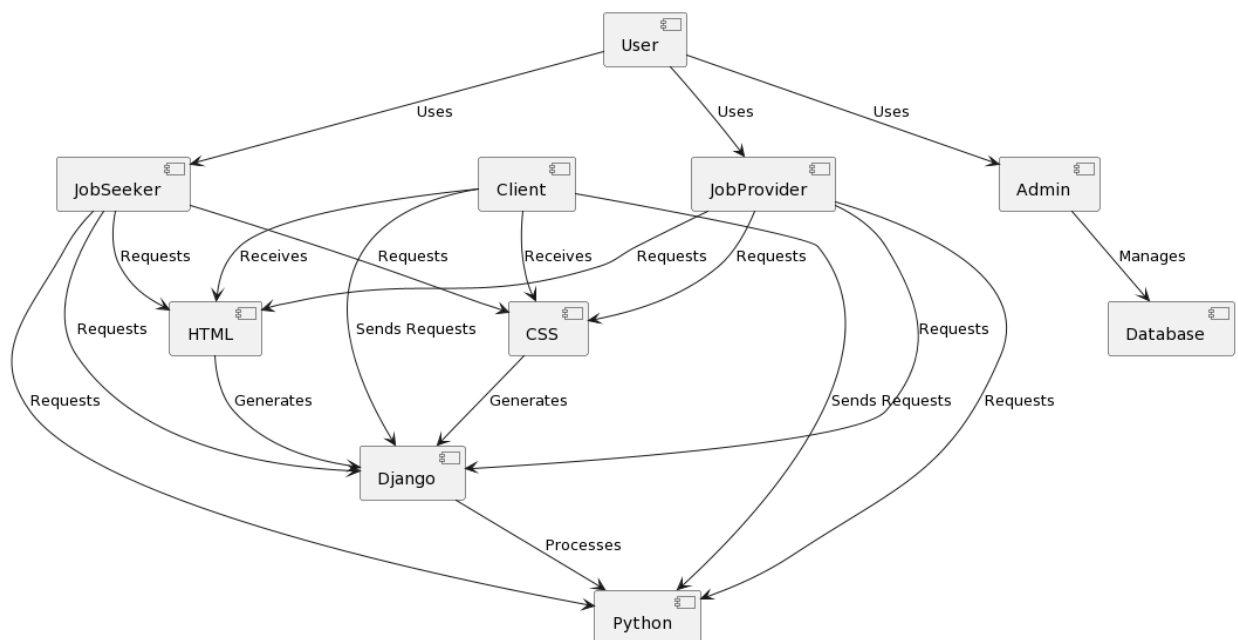 User
Uses
Uses
Uses
JobSeeker
Client
JobProvider
Admin
Requests
Receives
Requests
Receives
Requests
Requests
Manages
HTML
CSS
Database
Requests
Sends Requests
Requests
Requests
Generates
Generates
Sends Requests
Requests
Django
Processes
Python